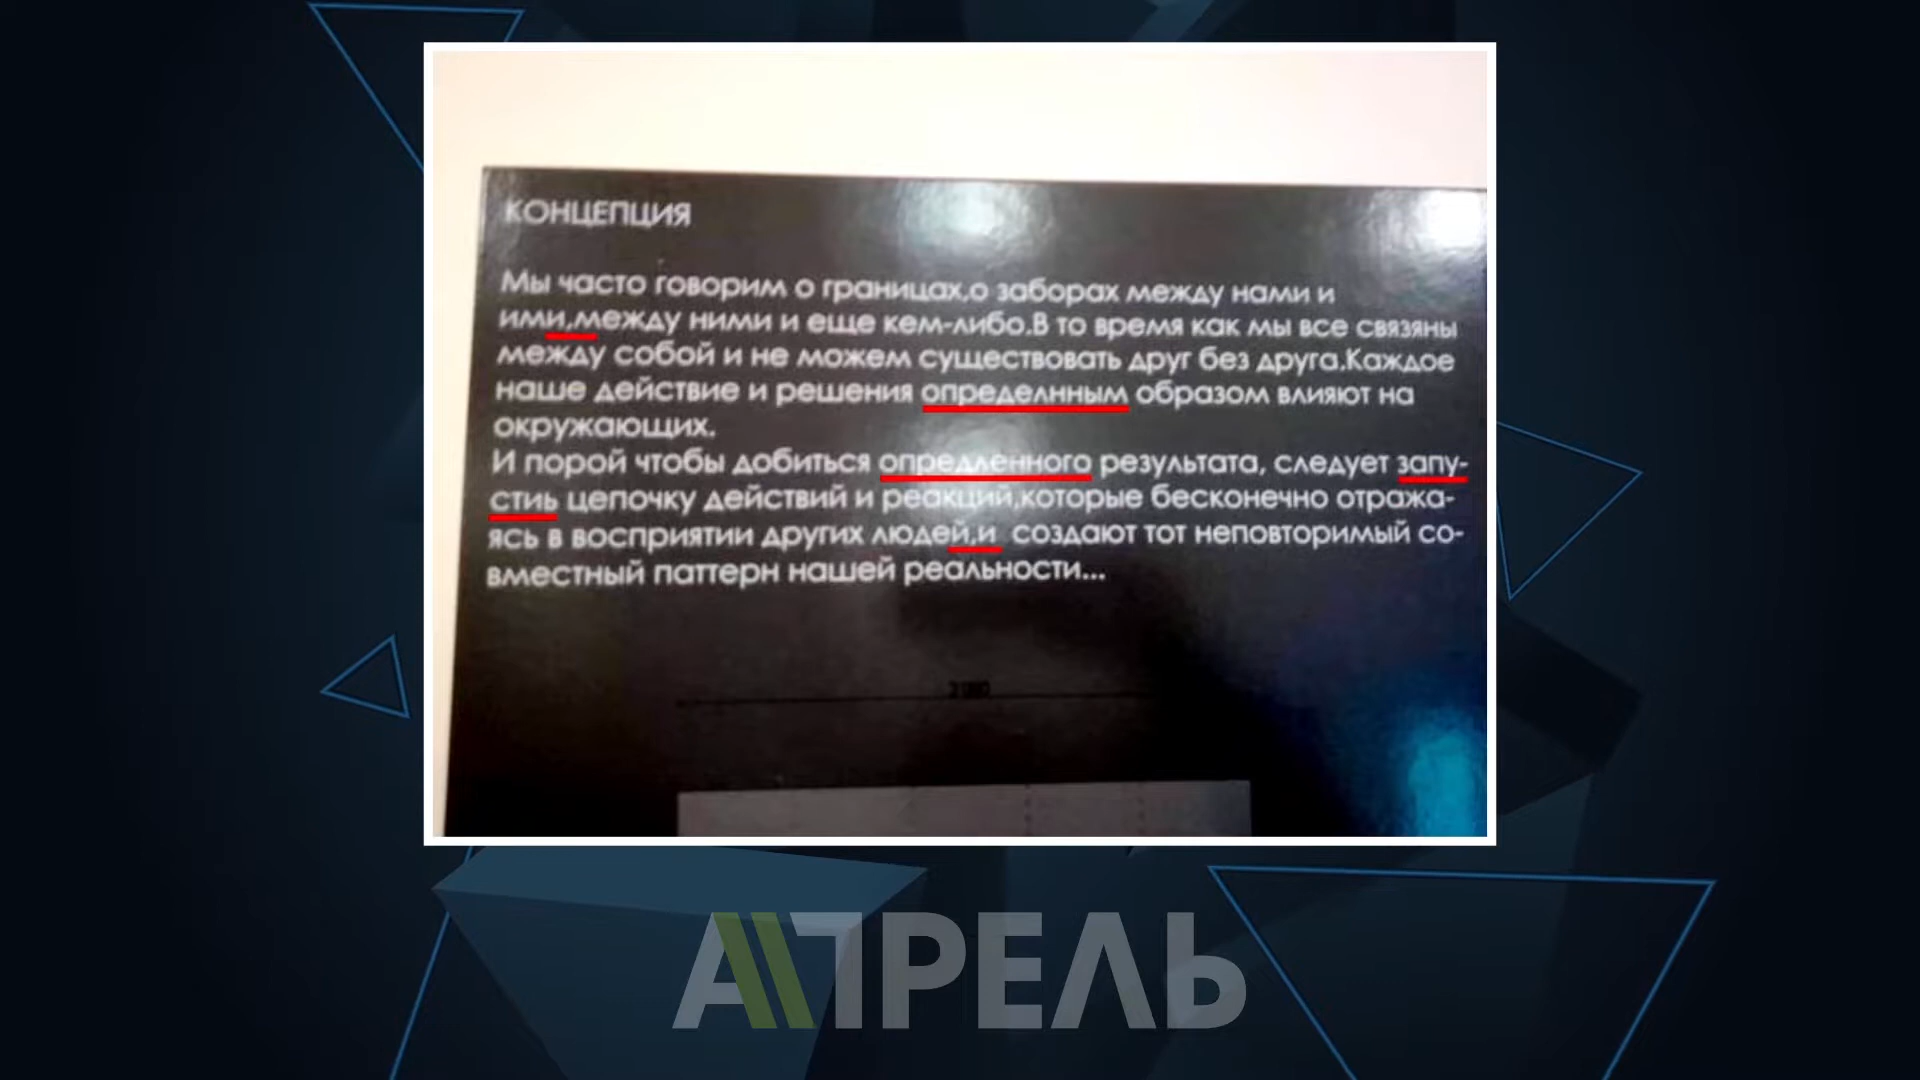 КОНЦЕПЦИЯ
Мы часто говорим о границах,о заборах между нами и
ими,между ними и еще кем-либо.В то время как мы все связяны
между собой и не можем существовать друг без друга.Каждое
наше действие и решения определнным образом влияют на
окружающих.
И порой чтобы добиться опредленного результата, следует запу-
стиь цепочку действий и реакций,которые бесконечно отража-
ясь в восприятии других людей,и создают тот неповторимый со-
вместный паттерн нашей реальности...
АПРЕЛЬ